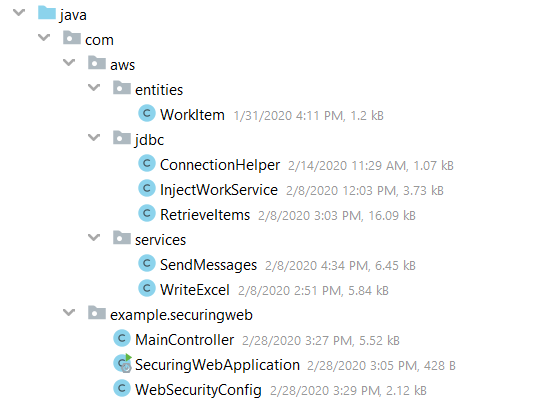 java
com
aws
entities
C WorkItem 1/31/2020 4:11 PM, 1.2 kB
jdbc
C ConnectionHelper 2/14/2020 11:29 AM, 1.07 kB
C InjectWorkService 2/8/2020 12:03 PM, 3.73 kB
C RetrieveItems 2/8/2020 3:03 PM, 16.09 kB
services
C SendMessages 2/8/2020 4:34 PM, 6.45 kB
C WriteExcel 2/8/2020 2:51 PM, 5.84 kB
example.securingweb
C MainController 2/28/2020 3:27 PM, 5.52 kB
C SecuringWebApplication 2/28/2020 3:05 PM, 428 B
C WebSecurityConfig 2/28/2020 3:29 PM, 2.12 kB